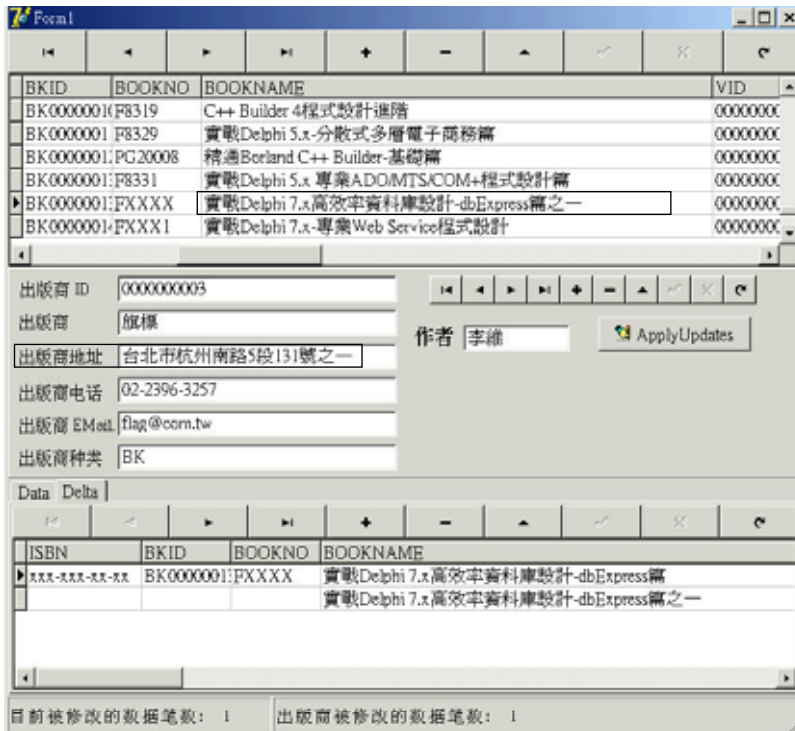 Form1
BKID BOOKNO BOOKNAME VID
BK0000001( F8319 C++ Builder 4程式設計進階 0000000(
BK0000001 F8329 實戰Delphi 5.x-分散式多層電子商務篇 0000000(
BK0000001. PG20008 精通Borland C++ Builder-基礎篇 0000000(
BK0000001: F8331 實戰Delphi 5.x 專業ADO/MTS/COM+程式設計篇 0000000(
BK0000001: FXXXX 實戰Delphi 7.x高效率資料庫設計-dbExpress篇之一 0000000(
BK0000001‹ FXXX1 實戰Delphi 7.x-專業Web Service程式設計 0000000(
出版商 ID 0000000003
出版商 旗標
作者 李維 ApplyUpdates
出版商地址 台北市杭州南路5段131號之一
出版商电话 02-2396-3257
出版商 EMail. flag@com.tw
出版商种类 BK
Data Delta
ISBN BKID BOOKNO BOOKNAME
xxx-xxx-xx-xx BK0000001: FXXXX 實戰Delphi 7.x高效率資料庫設計-dbExpress篇
實戰Delphi 7.x高效率資料庫設計-dbExpress篇之一
目前被修改的数据笔数: 1 出版商被修改的数据笔数: 1